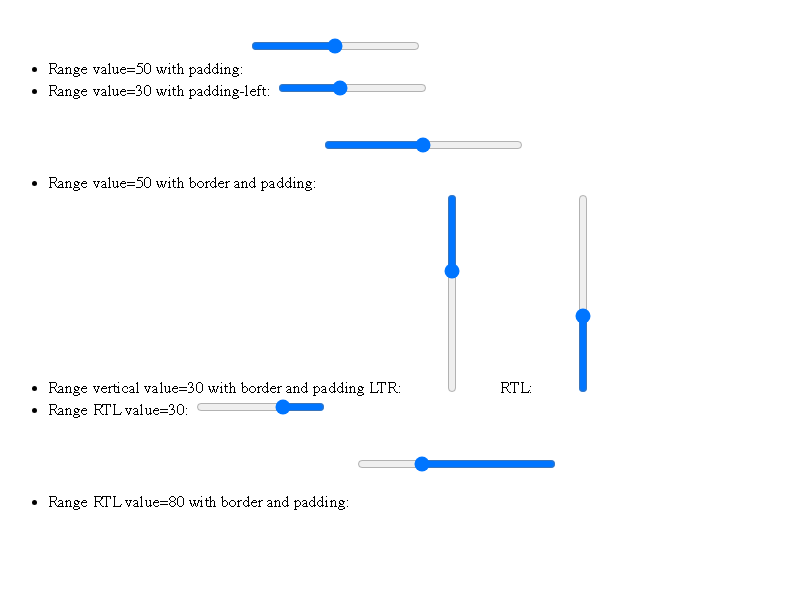 Range value=50 with padding:
Range value=30 with padding-left:
Range value=50 with border and padding:
Range vertical value=30 with border and padding LTR: RTL:
Range RTL value=30:
Range RTL value=80 with border and padding: